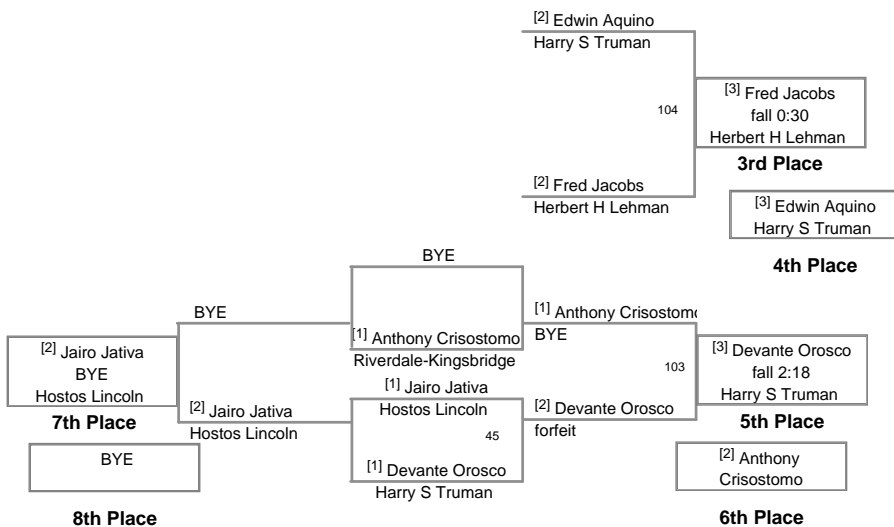 [2] Edwin Aquino
Harry S Truman
104
[3] Fred Jacobs
fall 0:30
Herbert H Lehman
3rd Place
[2] Fred Jacobs
Herbert H Lehman
[3] Edwin Aquino
Harry S Truman
4th Place
BYE
BYE
[1] Anthony Crisostomo
Riverdale-Kingsbridge
[1] Anthony Crisostomo
BYE
[2] Jairo Jativa
BYE
Hostos Lincoln
7th Place
[2] Jairo Jativa
Hostos Lincoln
[1] Jairo Jativa
Hostos Lincoln
45
[1] Devante Orosco
Harry S Truman
[2] Devante Orosco
forfeit
103
[3] Devante Orosco
fall 2:18
Harry S Truman
5th Place
BYE
8th Place
[2] Anthony
Crisostomo
6th Place